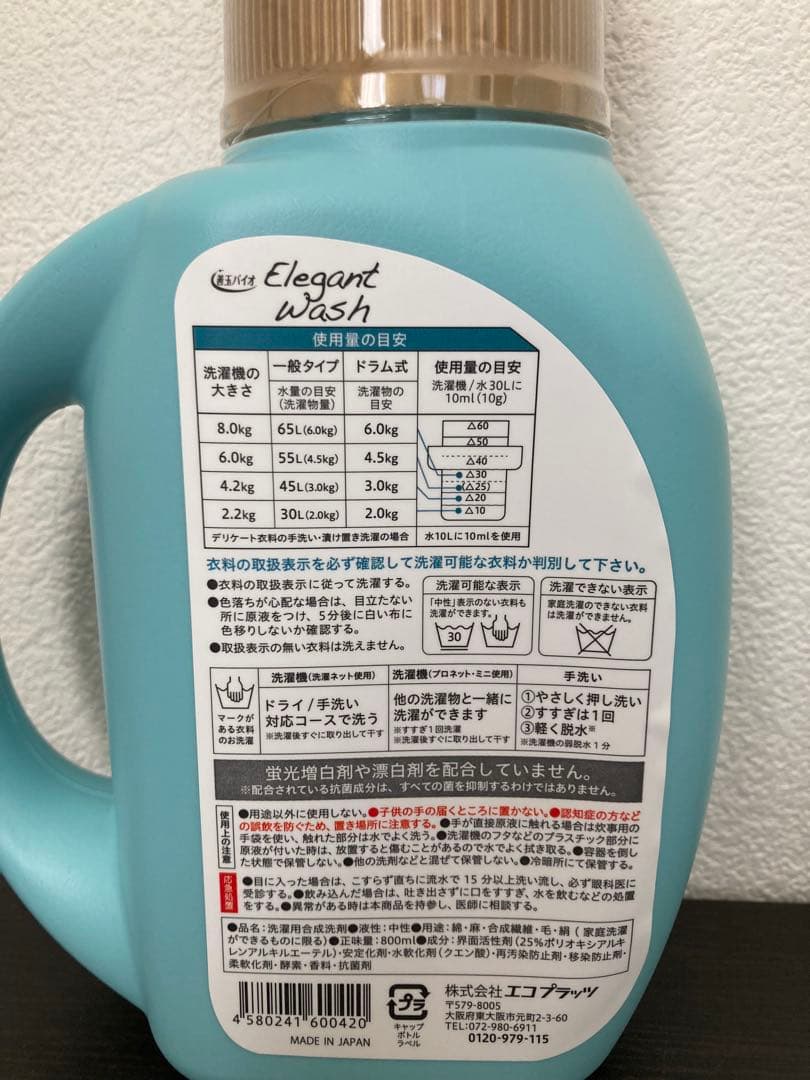 善玉バイオ Elegant
Wash
使用量の目安
洗濯機の
大きさ
一般タイプ
水量の目安
(洗濯物量)
ドラム式
洗濯物の
目安
使用量の目安
洗濯機/水30Lに
10ml(10g)
8.0kg 65L(6.0kg) 6.0kg
6.0kg 55L(4.5kg) 4.5kg
4.2kg 45L(3.0kg) 3.0kg
2.2kg 30L(2.0kg) 2.0kg
△60
△50
△40
△30
(△25)
△20
△10
デリケート衣料の手洗い・漬け置き洗濯の場合 水10Lに10mlを使用
衣料の取扱表示を必ず確認して洗濯可能な衣料か判別して下さい。
●衣料の取扱表示に従って洗濯する。
●色落ちが心配な場合は、目立たない
所に原液をつけ、5分後に白い布に
色移りしないか確認する。
●取扱表示の無い衣料は洗えません。
洗濯可能な表示
「中性」表示のない衣料も
洗濯ができます。
30
洗濯できない表示
家庭洗濯のできない衣料
は洗濯できません。
マークが
ある衣料
のお洗濯
洗濯機(洗濯ネット使用)
ドライ/手洗い
対応コースで洗う
※洗濯後すぐに取り出して干す
洗濯機(プロネット・ミニ使用)
他の洗濯物と一緒に
洗濯ができます
※すすぎ1回洗濯
※洗濯後すぐに取り出して干す
手洗い
①やさしく押し洗い
②すすぎは1回
③軽く脱水※
※洗濯機の弱脱水1分
蛍光増白剤や漂白剤を配合していません。
※配合されている抗菌成分は、すべての菌を抑制するわけではありません。
使用上の注意
●用途以外に使用しない。●子供の手の届くところに置かない。●認知症の方など
の誤飲を防ぐため、置き場所に注意する。●手が直接原液に触れる場合は炊事用の
手袋を使い、触れた部分は水でよく洗う。●洗濯機のフタなどのプラスチック部分に
原液が付いた時は、放置すると傷むことがあるので水でよく拭き取る。●容器を倒し
た状態で保管しない。●他の洗剤などと混ぜて保管しない。●冷暗所にて保管する。
応急処置
●目に入った場合は、こすらず直ちに流水で15分以上洗い流し、必ず眼科医に
受診する。●飲み込んだ場合は、吐き出さずに口をすすぎ、水を飲むなどの処置
をする。●異常がある時は本商品を持参し、医師に相談する。
●品名:洗濯用合成洗剤●液性:中性●用途:綿・麻・合成繊維・毛・絹(家庭洗濯
ができるものに限る)●正味量:800ml●成分:界面活性剤(25%ポリオキシアルキ
レンアルキルエーテル)・安定化剤・水軟化剤(クエン酸)・再汚染防止剤・移染防止剤・
柔軟化剤・酵素・香料・抗菌剤
4 580241 600420
MADE IN JAPAN
プラ
キャップ
ボトル
ラベル
株式会社エコプラッツ
〒579-8005
大阪府東大阪市元町2-3-60
TEL:072-980-6911
0120-979-115